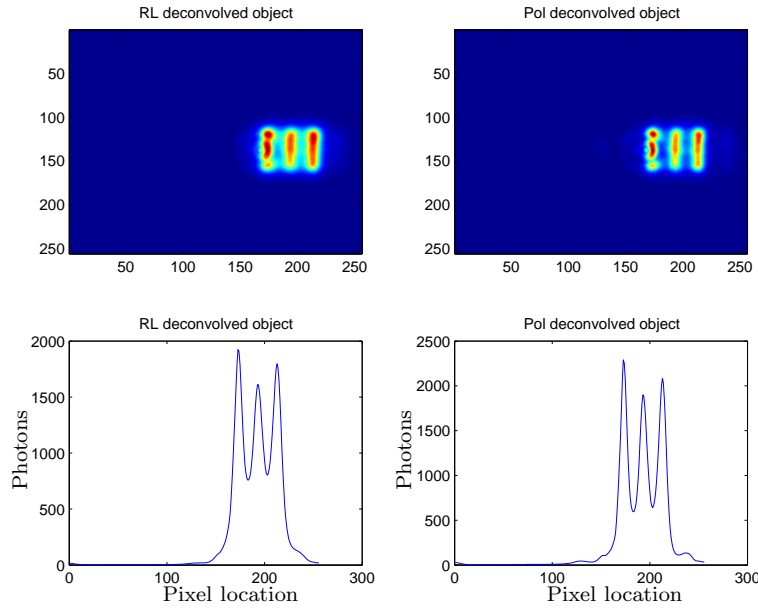 RL deconvolved object
50
100
150
200
250
50 100 150 200 250
Pol deconvolved object
50
100
150
200
250
50 100 150 200 250
RL deconvolved object
2000
1500
1000
500
0
0 100 200 300
Photons
Pixel location
Pol deconvolved object
2500
2000
1500
1000
500
0
0 100 200 300
Photons
Pixel location